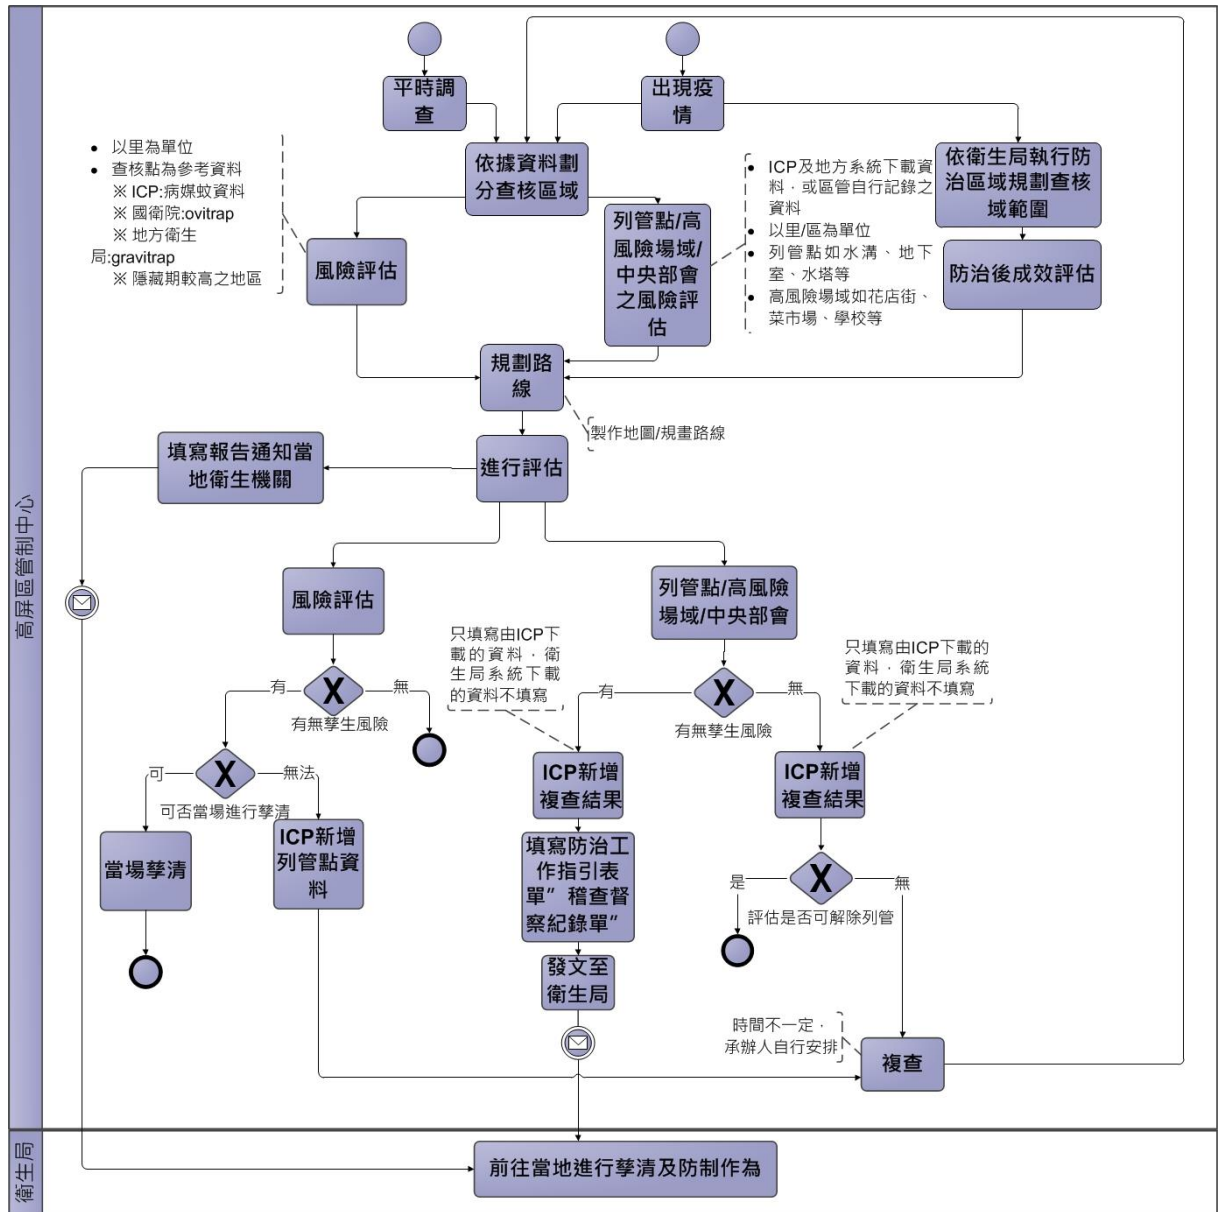 平時調
查
出現疫
情
● 以里為單位
● 查核點為參考資料
※ ICP:病媒蚊資料
※ 國衛院:ovitrap
※ 地方衛生
局:gravitrap
※ 隱藏期較高之地區
依據資料劃
分查核區域
● ICP及地方系統下載資
料，或區管自行記錄之
資料
● 以里/區為單位
● 列管點如水溝、地下
室、水塔等
● 高風險場域如花店街、
菜市場、學校等
依衛生局執行防
治區域規劃查核
域範圍
風險評估
列管點/高
風險場域/
中央部會
之風險評
估
防治後成效評估
規劃路
線
製作地圖/規畫路線
填寫報告通知當
地衛生機關
進行評估
高屏區管制中心
風險評估
列管點/高風險
場域/中央部會
只填寫由ICP下
載的資料，衛
生局系統下載
的資料不填寫
只填寫由ICP下載的
資料，衛生局系統
下載的資料不填寫
有
X
無
有無孳生風險
有
X
無
有無孳生風險
可
X
無法
可否當場進行孳清
ICP新增
複查結果
ICP新增
複查結果
當場孳清
ICP新增
列管點資
料
填寫防治工
作指引表
單”稽查督
察紀錄單”
是
X
無
評估是否可解除列管
發文至
衛生局
時間不一定，
承辦人自行安排
複查
衛生局
前往當地進行孳清及防制作為